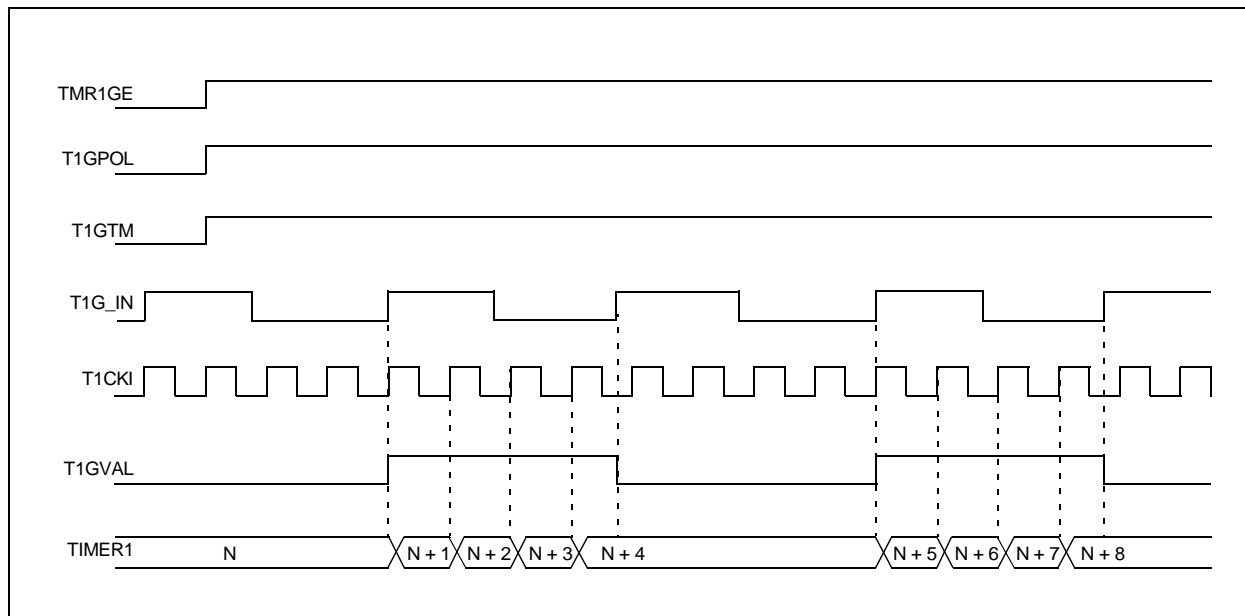 TMR1GE
T1GPOL
T1GTM
T1G_IN
T1CKI
T1GVAL
TIMER1 N N + 1 N + 2 N + 3 N + 4 N + 5 N + 6 N + 7 N + 8